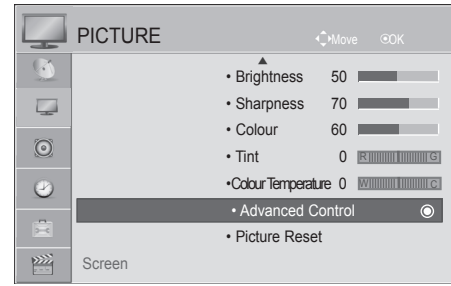 PICTURE
Move
OK
• Brightness 50
• Sharpness 70
• Colour 60
• Tint 0 R G
•Colour Temperature 0 W C
• Advanced Control
• Picture Reset
Screen